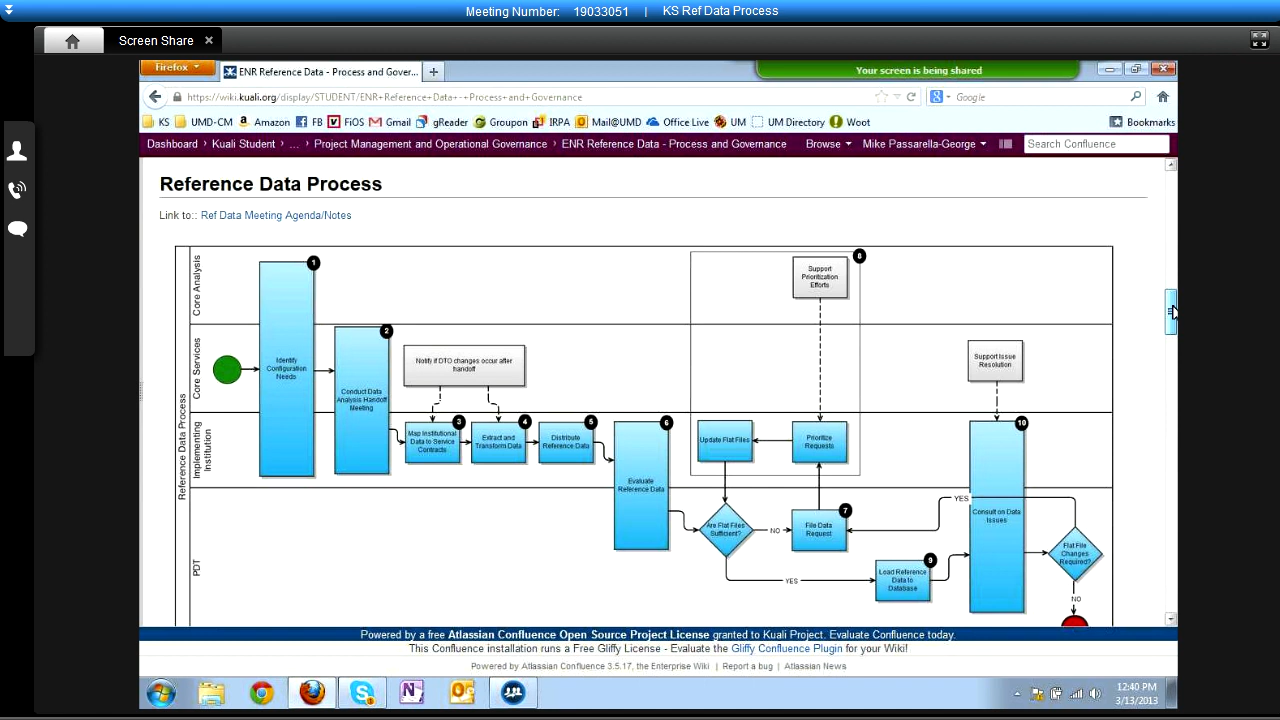 Meeting Number: 19033051 | KS Ref Data Process
Screen Share ×
Firefox
ENR Reference Data - Process and Gover...
Your screen is being shared
https://wiki.kuali.org/display/STUDENT/ENR+Reference+Data+-+Process+and+Governance
Google
KS UMD-CM Amazon FB FiOS Gmail gReader Groupon IRPA Mail@UMD Office Live UM UM Directory Woot Bookmarks
Dashboard > Kuali Student > ... > Project Management and Operational Governance > ENR Reference Data - Process and Governance Browse Mike Passarella-George Search Confluence
Reference Data Process
Link to:: Ref Data Meeting Agenda/Notes
Reference Data Process
Core Analysis
Core Services
Implementing
Institution
PDT
1
Identify
Configuration
Needs
2
Conduct Data
Analysis Handoff
Meeting
Notify if DTO changes occur after
handoff
3
Map Institutional
Data to Service
Contracts
4
Extract and
Transform Data
5
Distribute
Reference Data
6
Evaluate
Reference Data
8
Support
Prioritization
Efforts
Update Flat Files
Prioritize
Requests
Are Flat Files
Sufficient?
NO
YES
7
File Data
Request
9
Load Reference
Data to
Database
Support Issue
Resolution
10
Consult on Data
Issues
YES
Flat File
Changes
Required?
NO
Powered by a free Atlassian Confluence Open Source Project License granted to Kuali Project. Evaluate Confluence today.
This Confluence installation runs a Free Gliffy License - Evaluate the Gliffy Confluence Plugin for your Wiki!
Powered by Atlassian Confluence 3.5.17, the Enterprise Wiki | Report a bug | Atlassian News
12:40 PM
3/13/2013